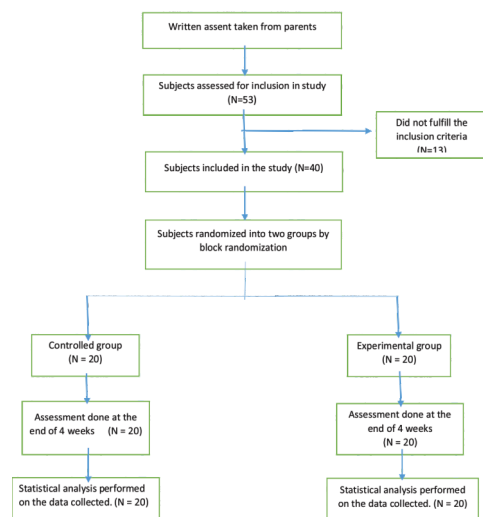 Written assent taken from parents
Subjects assessed for inclusion in study
(N=53)
Did not fulfill the
inclusion criteria
(N=13)
Subjects included in the study (N=40)
Subjects randomized into two groups by
block randomization
Controlled group
(N = 20)
Experimental group
(N = 20)
Assessment done at the
end of 4 weeks (N = 20)
Assessment done at the
end of 4 weeks
(N = 20)
Statistical analysis performed
on the data collected. (N = 20)
Statistical analysis performed
on the data collected. (N = 20)